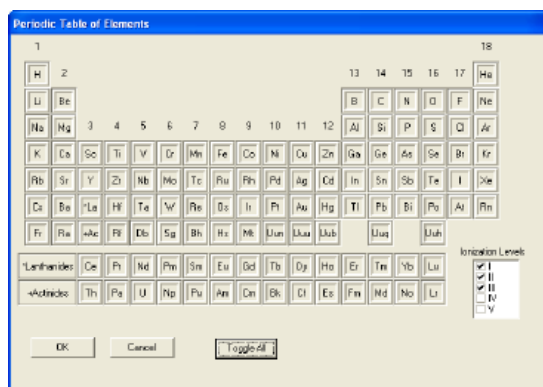 Periodic Table of Elements
1 18
H 2 13 14 15 16 17 He
Li Be B C N O F Ne
Na Mg 3 4 5 6 7 8 9 10 11 12 Al Si P S Cl Ar
K Ca Sc Ti V Cr Mn Fe Co Ni Cu Zn Ga Ge As Se Br Kr
Rb Sr Y Zr Nb Mo Tc Ru Rh Pd Ag Cd In Sn Sb Te I Xe
Cs Ba *La Hf Ta W Re Os Ir Pt Au Hg Tl Pb Bi Po At Rn
Fr Ra +Ac Rf Db Sg Bh Hs Mt Uun Uuu Uub Uuq Uuh
Ionization Levels
*Lanthanides Ce Pr Nd Pm Sm Eu Gd Tb Dy Ho Er Tm Yb Lu
I
II
+Actinides Th Pa U Np Pu Am Cm Bk Cf Es Fm Md No Lr
III
IV
V
OK Cancel Toggle All